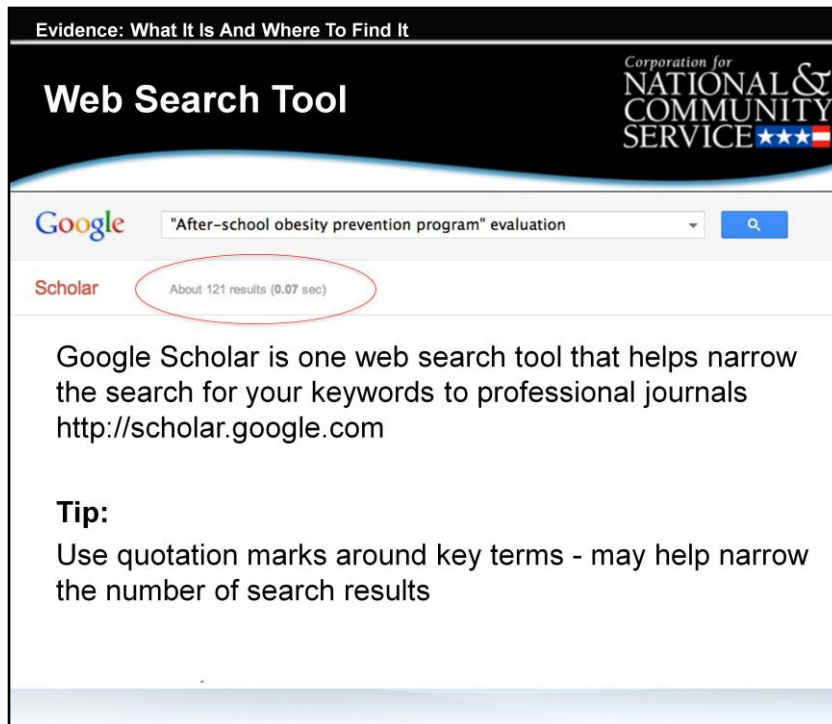 Evidence: What It Is And Where To Find It
Web Search Tool
Corporation for
NATIONAL &
COMMUNITY
SERVICE
Google
"After-school obesity prevention program" evaluation
Scholar
About 121 results (0.07 sec)
Google Scholar is one web search tool that helps narrow
the search for your keywords to professional journals
http://scholar.google.com
Tip:
Use quotation marks around key terms - may help narrow
the number of search results